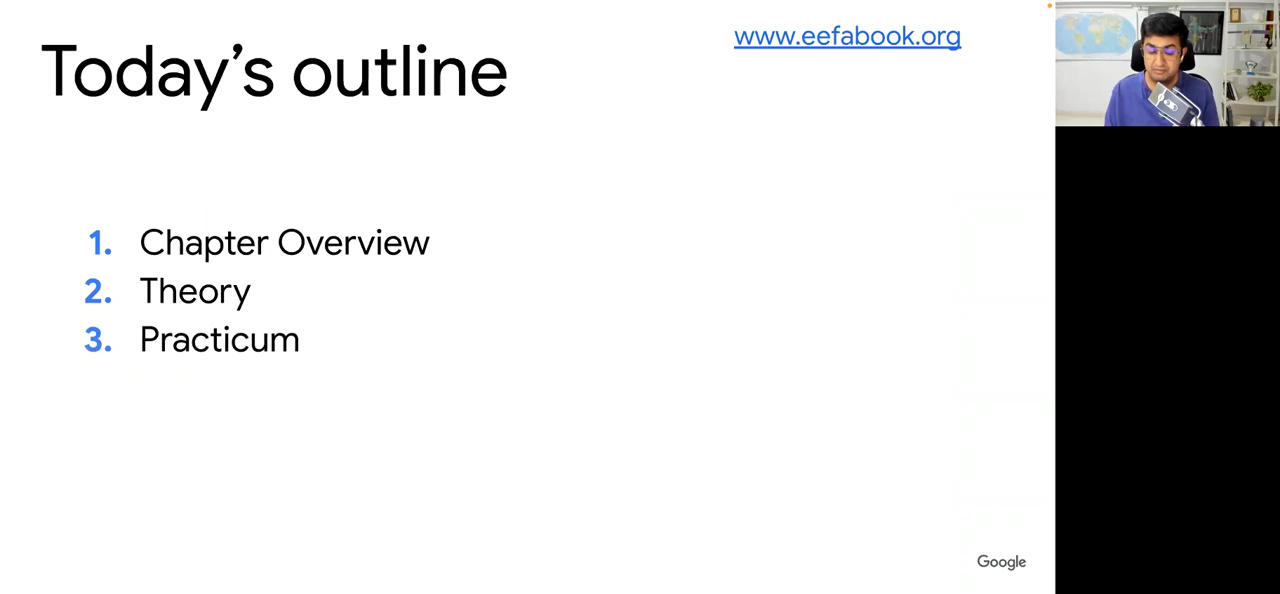 Today’s outline
www.eefabook.org
1. Chapter Overview
2. Theory
3. Practicum
Google